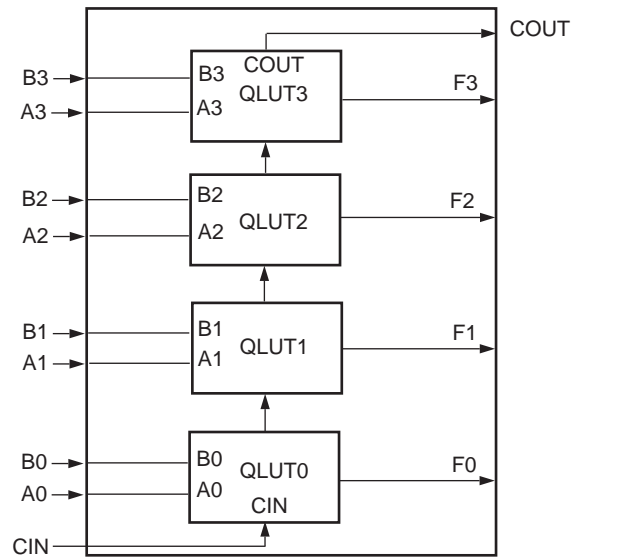 COUT
B3
B3
COUT
QLUT3
F3
A3
A3
B2
B2
QLUT2
F2
A2
A2
B1
B1
QLUT1
F1
A1
A1
B0
B0
QLUT0
F0
A0
A0
CIN
CIN